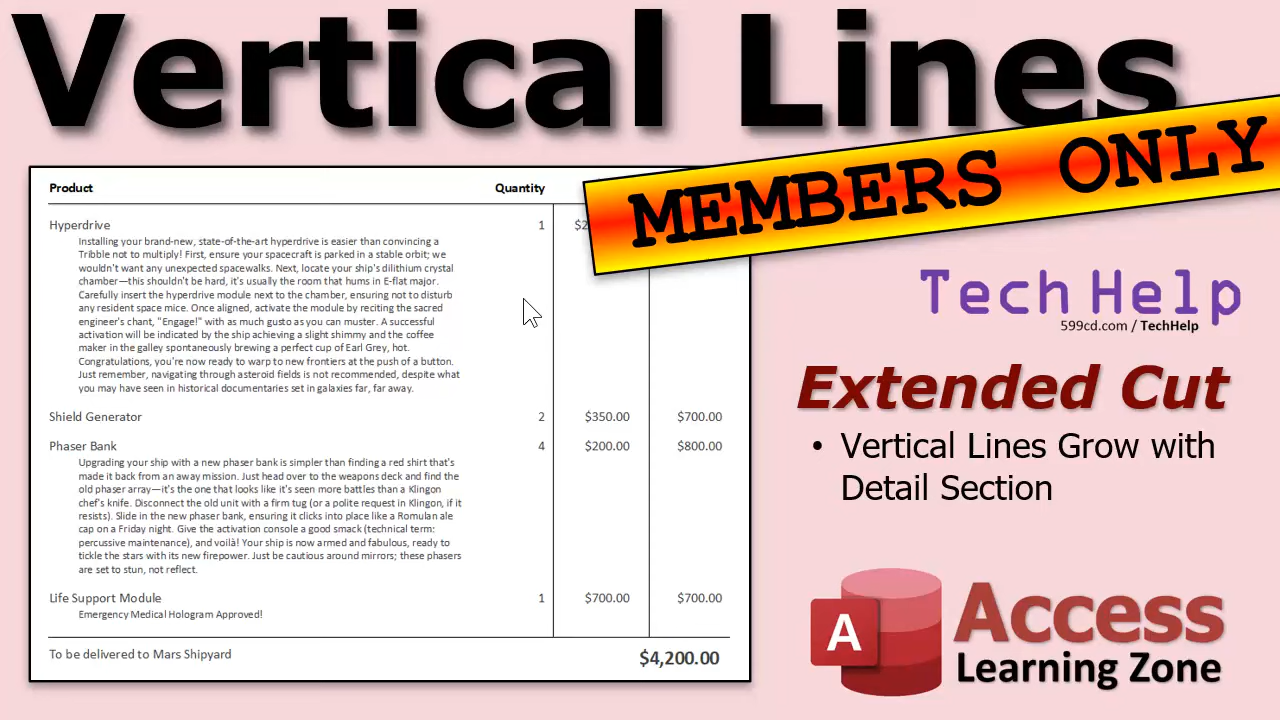 Vertical Lines
MEMBERS ONLY
Product Quantity
Hyperdrive 1
Installing your brand-new, state-of-the-art hyperdrive is easier than convincing a
Tribble not to multiply! First, ensure your spacecraft is parked in a stable orbit; we
wouldn't want any unexpected spacewalks. Next, locate your ship's dilithium crystal
chamber—this shouldn't be hard, it's usually the room that hums in E-flat major.
Carefully insert the hyperdrive module next to the chamber, ensuring not to disturb
any resident space mice. Once aligned, activate the module by reciting the sacred
engineer's chant, "Engage!" with as much gusto as you can muster. A successful
activation will be indicated by the ship achieving a slight shimmy and the coffee
maker in the galley spontaneously brewing a perfect cup of Earl Grey, hot.
Congratulations, you're now ready to warp to new frontiers at the push of a button.
Just remember, navigating through asteroid fields is not recommended, despite what
you may have seen in historical documentaries set in galaxies far, far away.
Shield Generator 2 $350.00 $700.00
Phaser Bank 4 $200.00 $800.00
Upgrading your ship with a new phaser bank is simpler than finding a red shirt that's
made it back from an away mission. Just head over to the weapons deck and find the
old phaser array—it's the one that looks like it's seen more battles than a Klingon
chef's knife. Disconnect the old unit with a firm tug (or a polite request in Klingon, if it
resists). Slide in the new phaser bank, ensuring it clicks into place like a Romulan ale
cap on a Friday night. Give the activation console a good smack (technical term:
percussive maintenance), and voilà! Your ship is now armed and fabulous, ready to
tickle the stars with its new firepower. Just be cautious around mirrors; these phasers
are set to stun, not reflect.
Life Support Module 1 $700.00 $700.00
Emergency Medical Hologram Approved!
To be delivered to Mars Shipyard $4,200.00
Tech Help
599cd.com / TechHelp
Extended Cut
• Vertical Lines Grow with
Detail Section
A
Access
Learning Zone